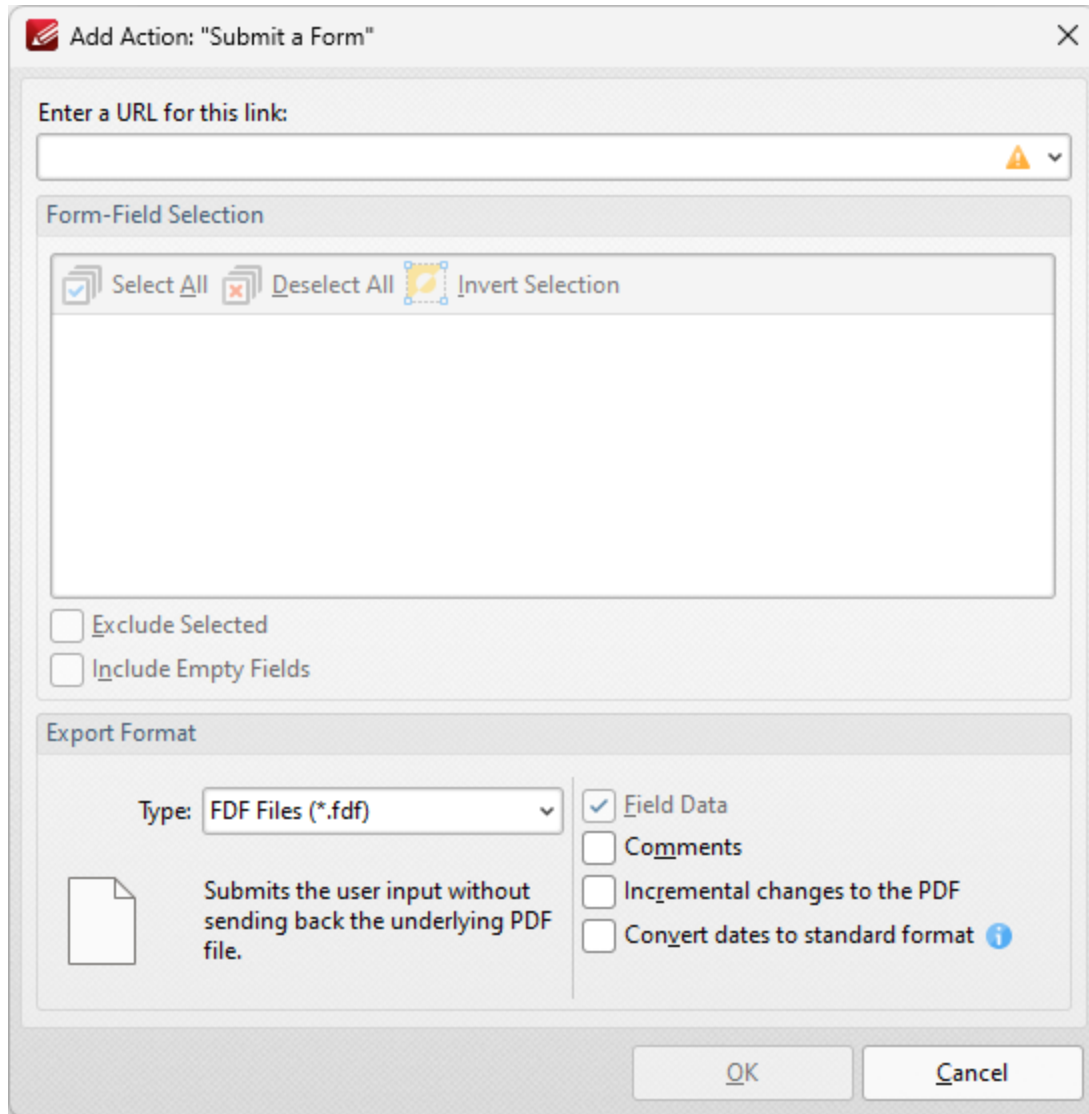 Add Action: "Submit a Form"
Enter a URL for this link:
Form-Field Selection
Select All Deselect All Invert Selection
Exclude Selected
Include Empty Fields
Export Format
Type: FDF Files (*.fdf)
Submits the user input without
sending back the underlying PDF
file.
Field Data
Comments
Incremental changes to the PDF
Convert dates to standard format
OK Cancel